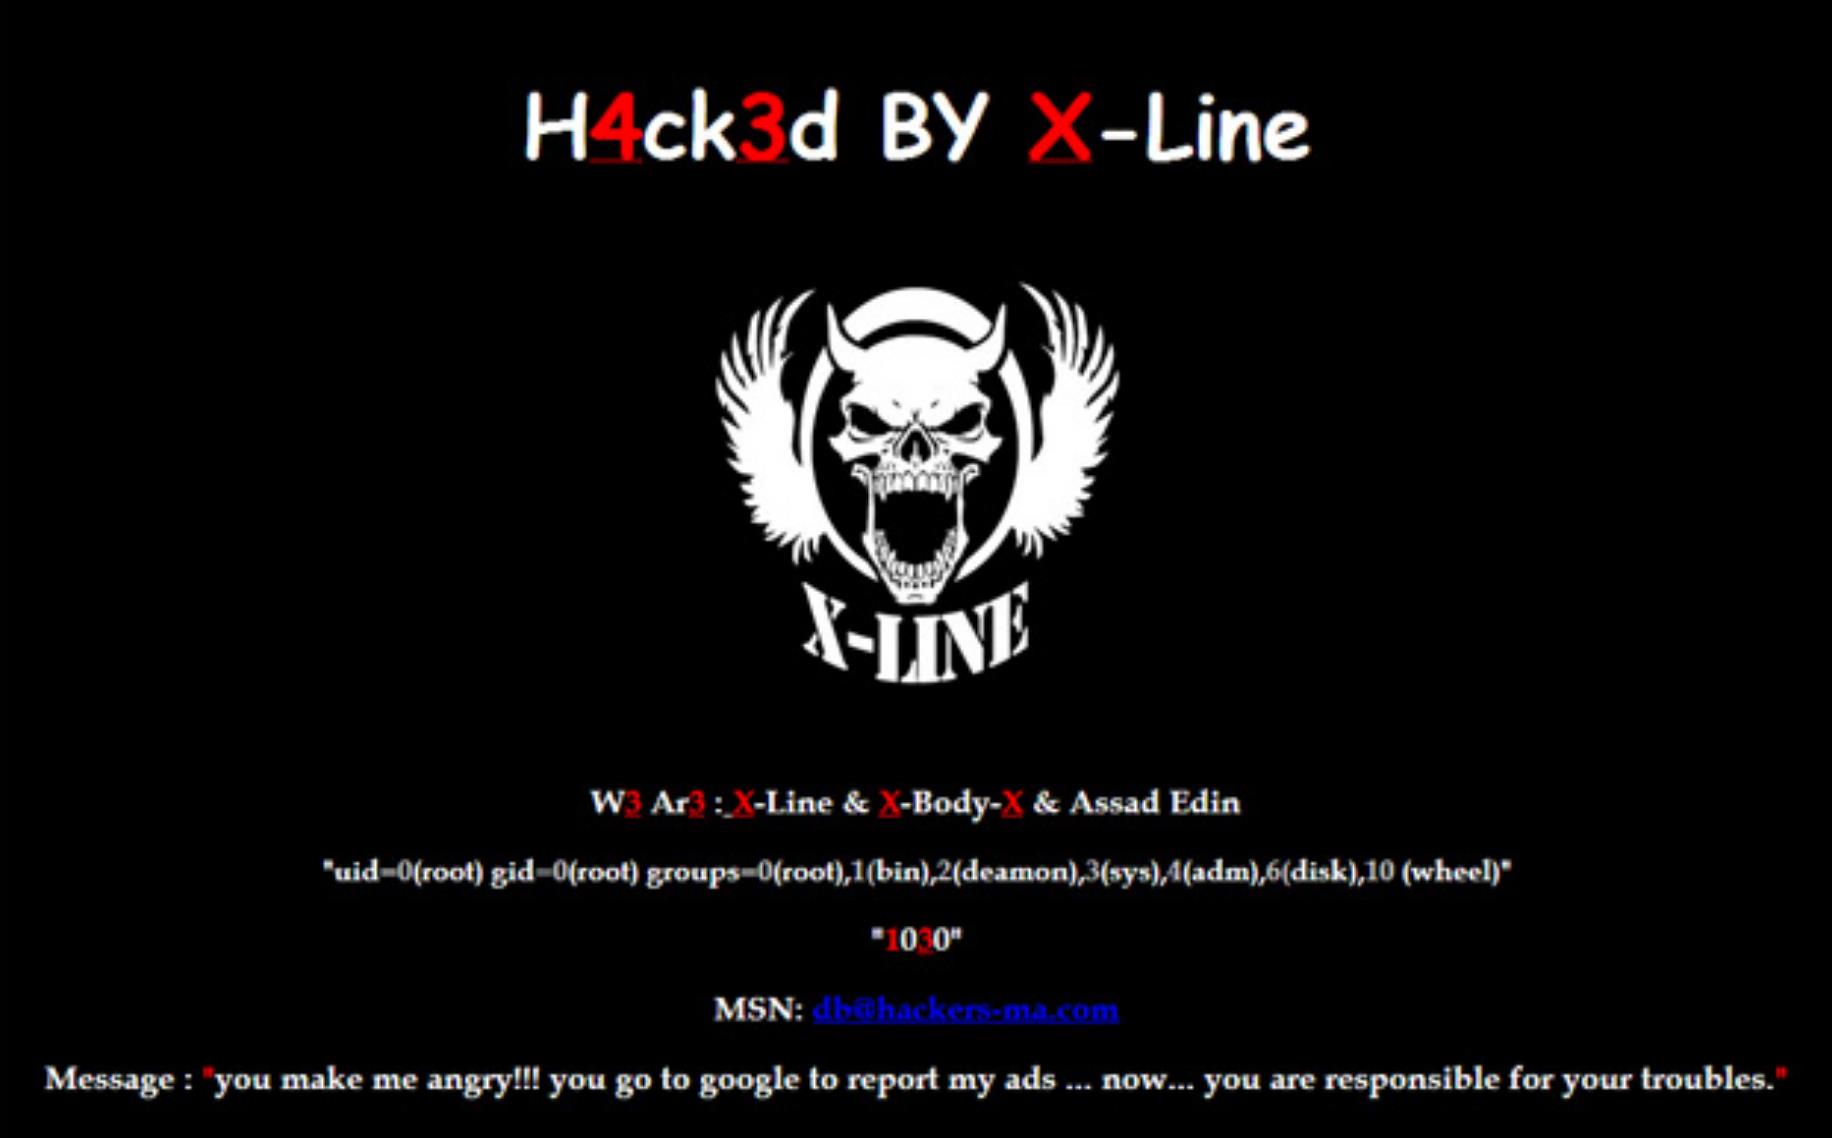 H4ck3d BY X-Line
X-LINE
W3 Ar3 : X-Line & X-Body-X & Assad Edin
"uid=0(root) gid=0(root) groups=0(root),1(bin),2(deamon),3(sys),4(adm),6(disk),10 (wheel)"
"1030"
MSN: db@hackers-ma.com
Message : "you make me angry!!! you go to google to report my ads ... now... you are responsible for your troubles."